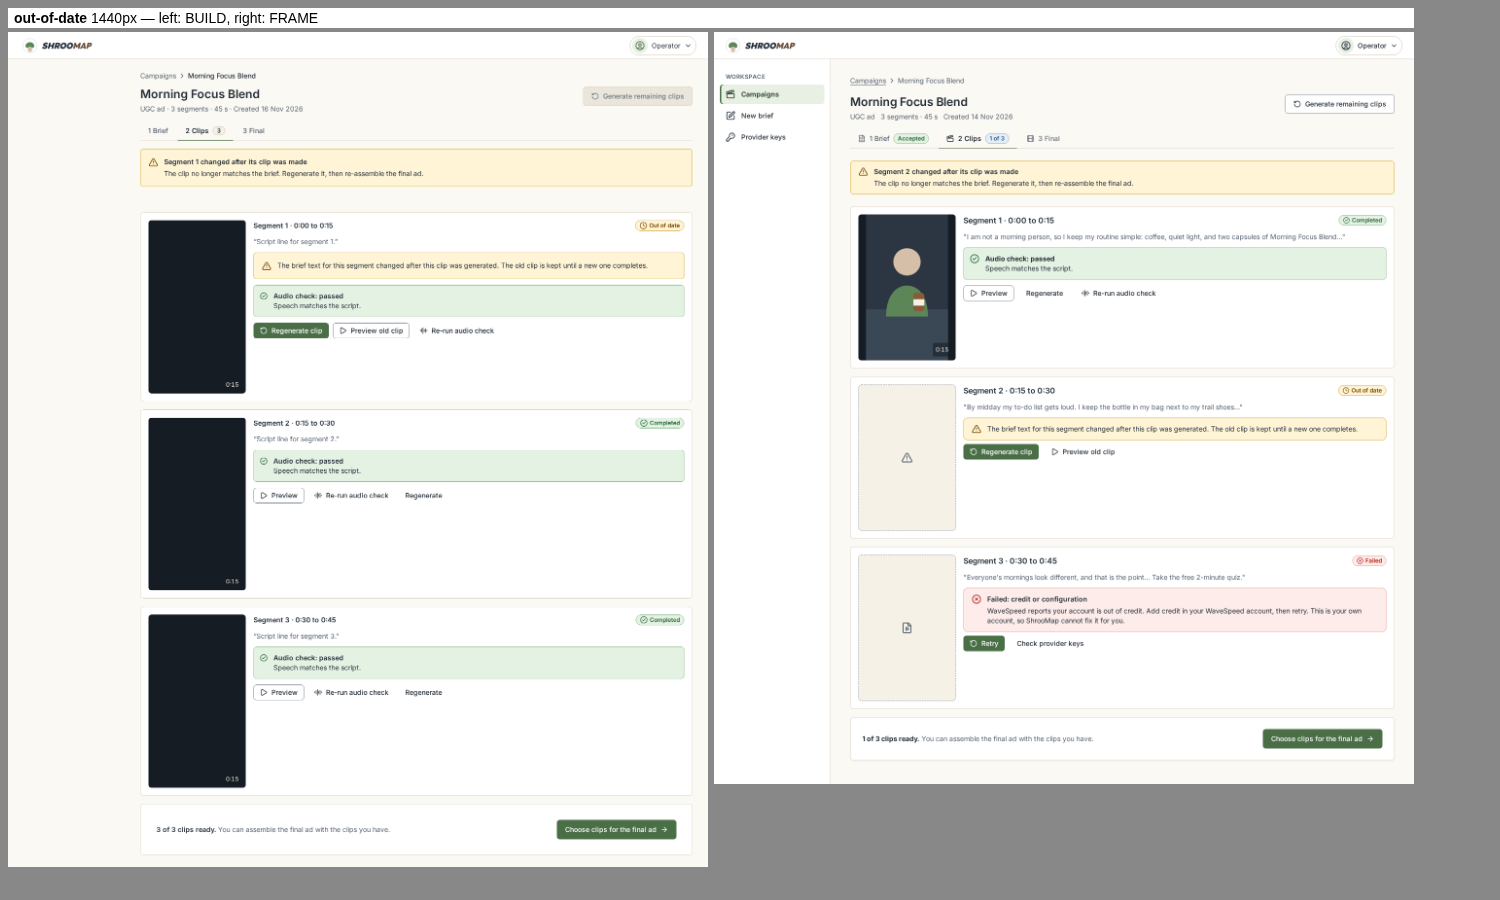 out-of-date 1440px — left: BUILD, right: FRAME
SHROOMAP
Operator
Campaigns > Morning Focus Blend
Morning Focus Blend
UGC ad · 3 segments · 45 s · Created 16 Nov 2026
Generate remaining clips
1 Brief
2 Clips 3
3 Final
Segment 1 changed after its clip was made
The clip no longer matches the brief. Regenerate it, then re-assemble the final ad.
0:15
Segment 1 · 0:00 to 0:15
Out of date
"Script line for segment 1."
The brief text for this segment changed after this clip was generated. The old clip is kept until a new one completes.
Audio check: passed
Speech matches the script.
Regenerate clip
Preview old clip
Re-run audio check
0:15
Segment 2 · 0:15 to 0:30
Completed
"Script line for segment 2."
Audio check: passed
Speech matches the script.
Preview
Re-run audio check
Regenerate
0:15
Segment 3 · 0:30 to 0:45
Completed
"Script line for segment 3."
Audio check: passed
Speech matches the script.
Preview
Re-run audio check
Regenerate
3 of 3 clips ready. You can assemble the final ad with the clips you have.
Choose clips for the final ad →
SHROOMAP
Operator
WORKSPACE
Campaigns
New brief
Provider keys
Campaigns > Morning Focus Blend
Morning Focus Blend
UGC ad 3 segments · 45 s Created 14 Nov 2026
Generate remaining clips
1 Brief Accepted
2 Clips 1 of 3
3 Final
Segment 2 changed after its clip was made
The clip no longer matches the brief. Regenerate it, then re-assemble the final ad.
0:15
Segment 1 · 0:00 to 0:15
Completed
"I am not a morning person, so I keep my routine simple: coffee, quiet light, and two capsules of Morning Focus Blend..."
Audio check: passed
Speech matches the script.
Preview
Regenerate
Re-run audio check
Segment 2 · 0:15 to 0:30
Out of date
"By midday my to-do list gets loud. I keep the bottle in my bag next to my trail shoes..."
The brief text for this segment changed after this clip was generated. The old clip is kept until a new one completes.
Regenerate clip
Preview old clip
Segment 3 · 0:30 to 0:45
Failed
"Everyone's mornings look different, and that is the point... Take the free 2-minute quiz."
Failed: credit or configuration
WaveSpeed reports your account is out of credit. Add credit in your WaveSpeed account, then retry. This is your own
account, so ShrooMap cannot fix it for you.
Retry
Check provider keys
1 of 3 clips ready. You can assemble the final ad with the clips you have.
Choose clips for the final ad →